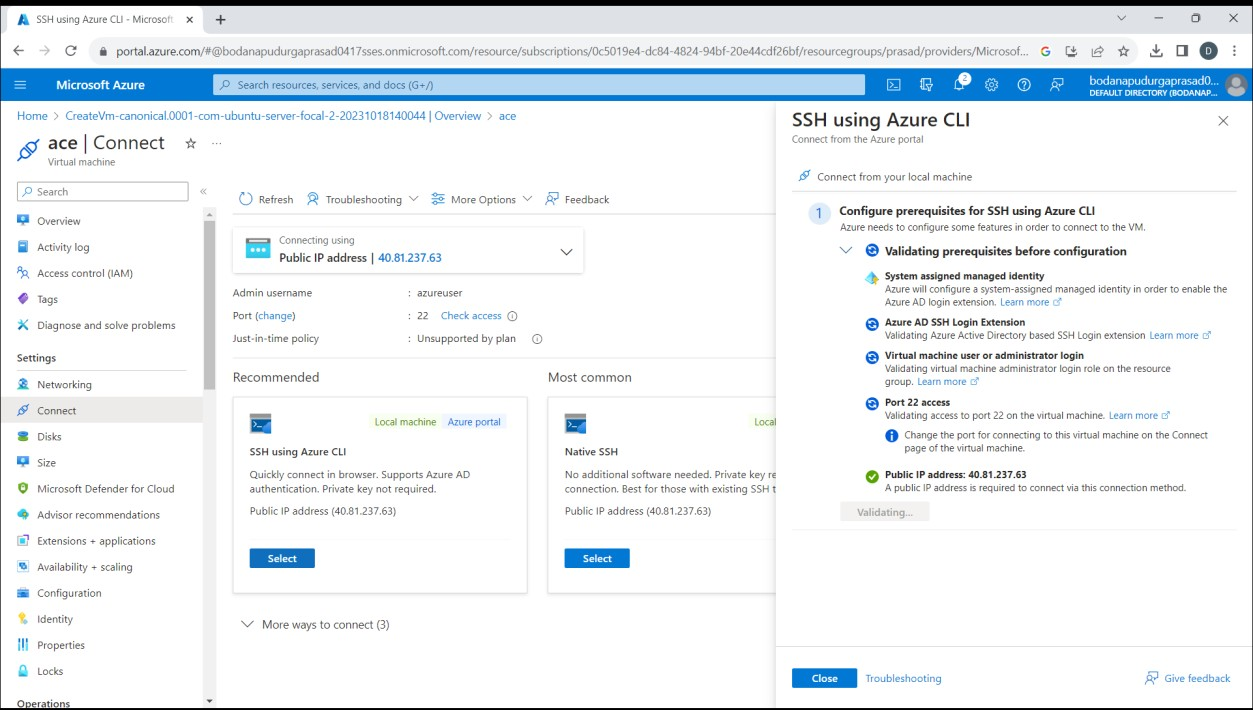 SSH using Azure CLI - Microsoft
portal.azure.com/#@bodanapudurgaprasad0417sses.onmicrosoft.com/resource/subscriptions/0c5019e4-dc84-4824-94bf-20e44cdf26bf/resourcegroups/prasad/providers/Microsof...
G
D
Microsoft Azure
Search resources, services, and docs (G+/)
2
bodanapudurgaprasad0...
DEFAULT DIRECTORY (BODANAP...
Home > CreateVm-canonical.0001-com-ubuntu-server-focal-2-20231018140044 | Overview > ace
ace | Connect
Virtual machine
Search
Overview
Activity log
Access control (IAM)
Tags
Diagnose and solve problems
Settings
Networking
Connect
Disks
Size
Microsoft Defender for Cloud
Advisor recommendations
Extensions + applications
Availability + scaling
Configuration
Identity
Properties
Locks
Operations
Refresh
Troubleshooting
More Options
Feedback
Connecting using
Public IP address | 40.81.237.63
Admin username : azureuser
Port (change) : 22 Check access
Just-in-time policy : Unsupported by plan
Recommended
Local machine Azure portal
SSH using Azure CLI
Quickly connect in browser. Supports Azure AD
authentication. Private key not required.
Public IP address (40.81.237.63)
Select
Most common
Local
Native SSH
No additional software needed. Private key re
connection. Best for those with existing SSH t
Public IP address (40.81.237.63)
Select
More ways to connect (3)
SSH using Azure CLI
Connect from the Azure portal
Connect from your local machine
1
Configure prerequisites for SSH using Azure CLI
Azure needs to configure some features in order to connect to the VM.
Validating prerequisites before configuration
System assigned managed identity
Azure will configure a system-assigned managed identity in order to enable the
Azure AD login extension. Learn more
Azure AD SSH Login Extension
Validating Azure Active Directory based SSH Login extension Learn more
Virtual machine user or administrator login
Validating virtual machine administrator login role on the resource
group. Learn more
Port 22 access
Validating access to port 22 on the virtual machine. Learn more
Change the port for connecting to this virtual machine on the Connect
page of the virtual machine.
Public IP address: 40.81.237.63
A public IP address is required to connect via this connection method.
Validating...
Close
Troubleshooting
Give feedback